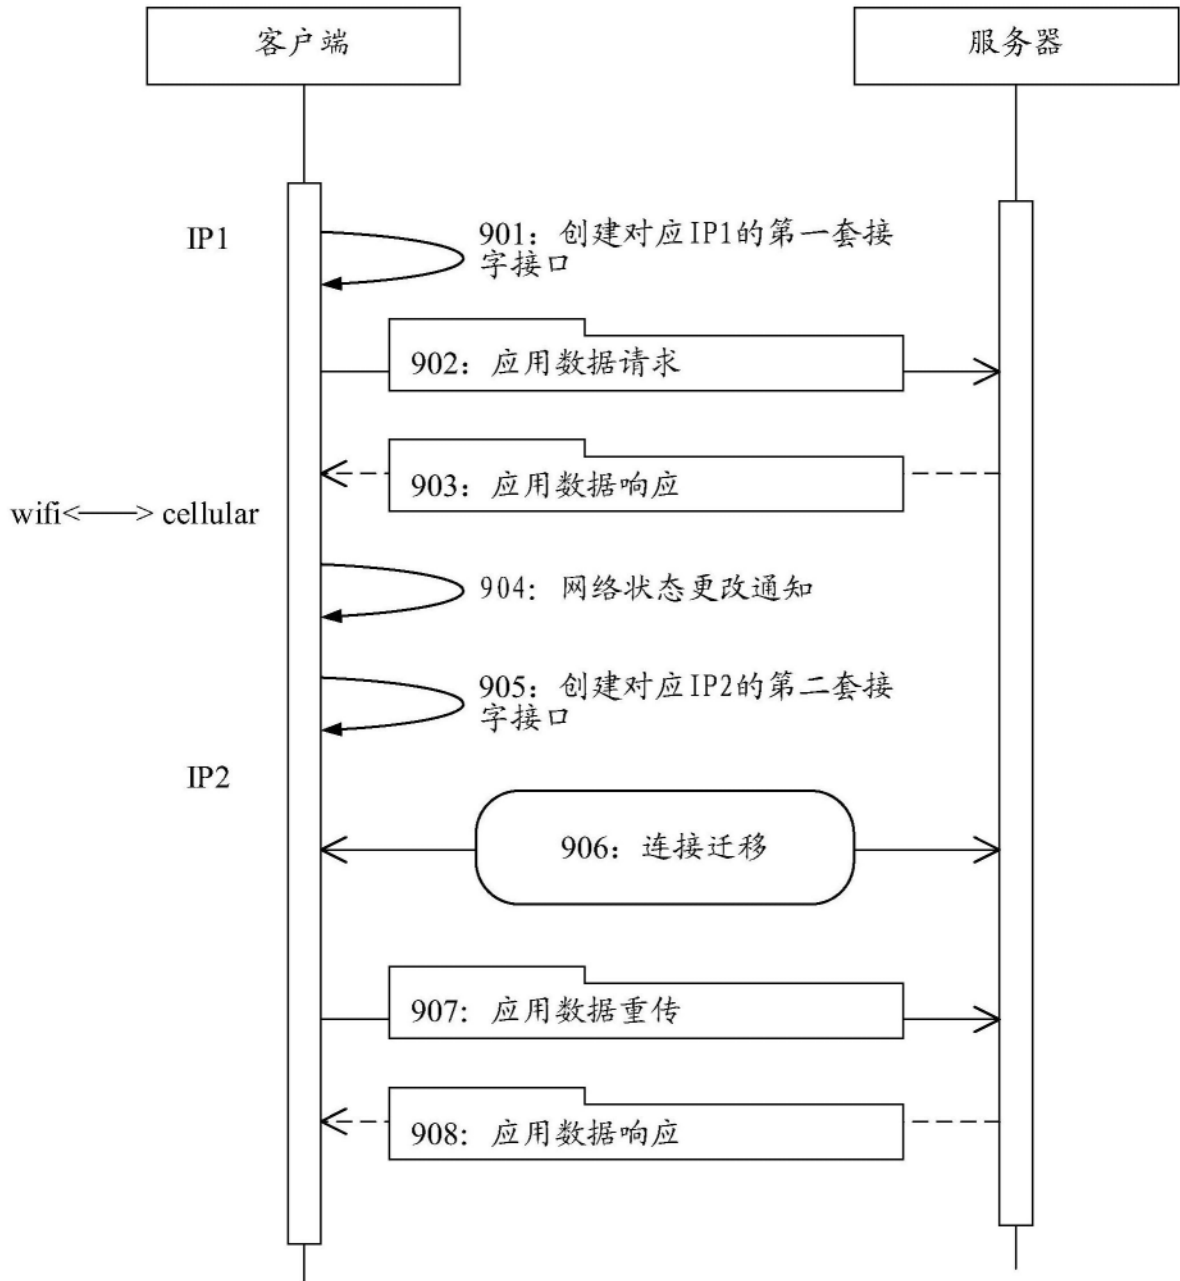 客户端
服务器
IP1
901：创建对应IP1的第一套接
字接口
902：应用数据请求
903：应用数据响应
wifi<——> cellular
904：网络状态更改通知
905：创建对应IP2的第二套接
字接口
IP2
906：连接迁移
907：应用数据重传
908：应用数据响应